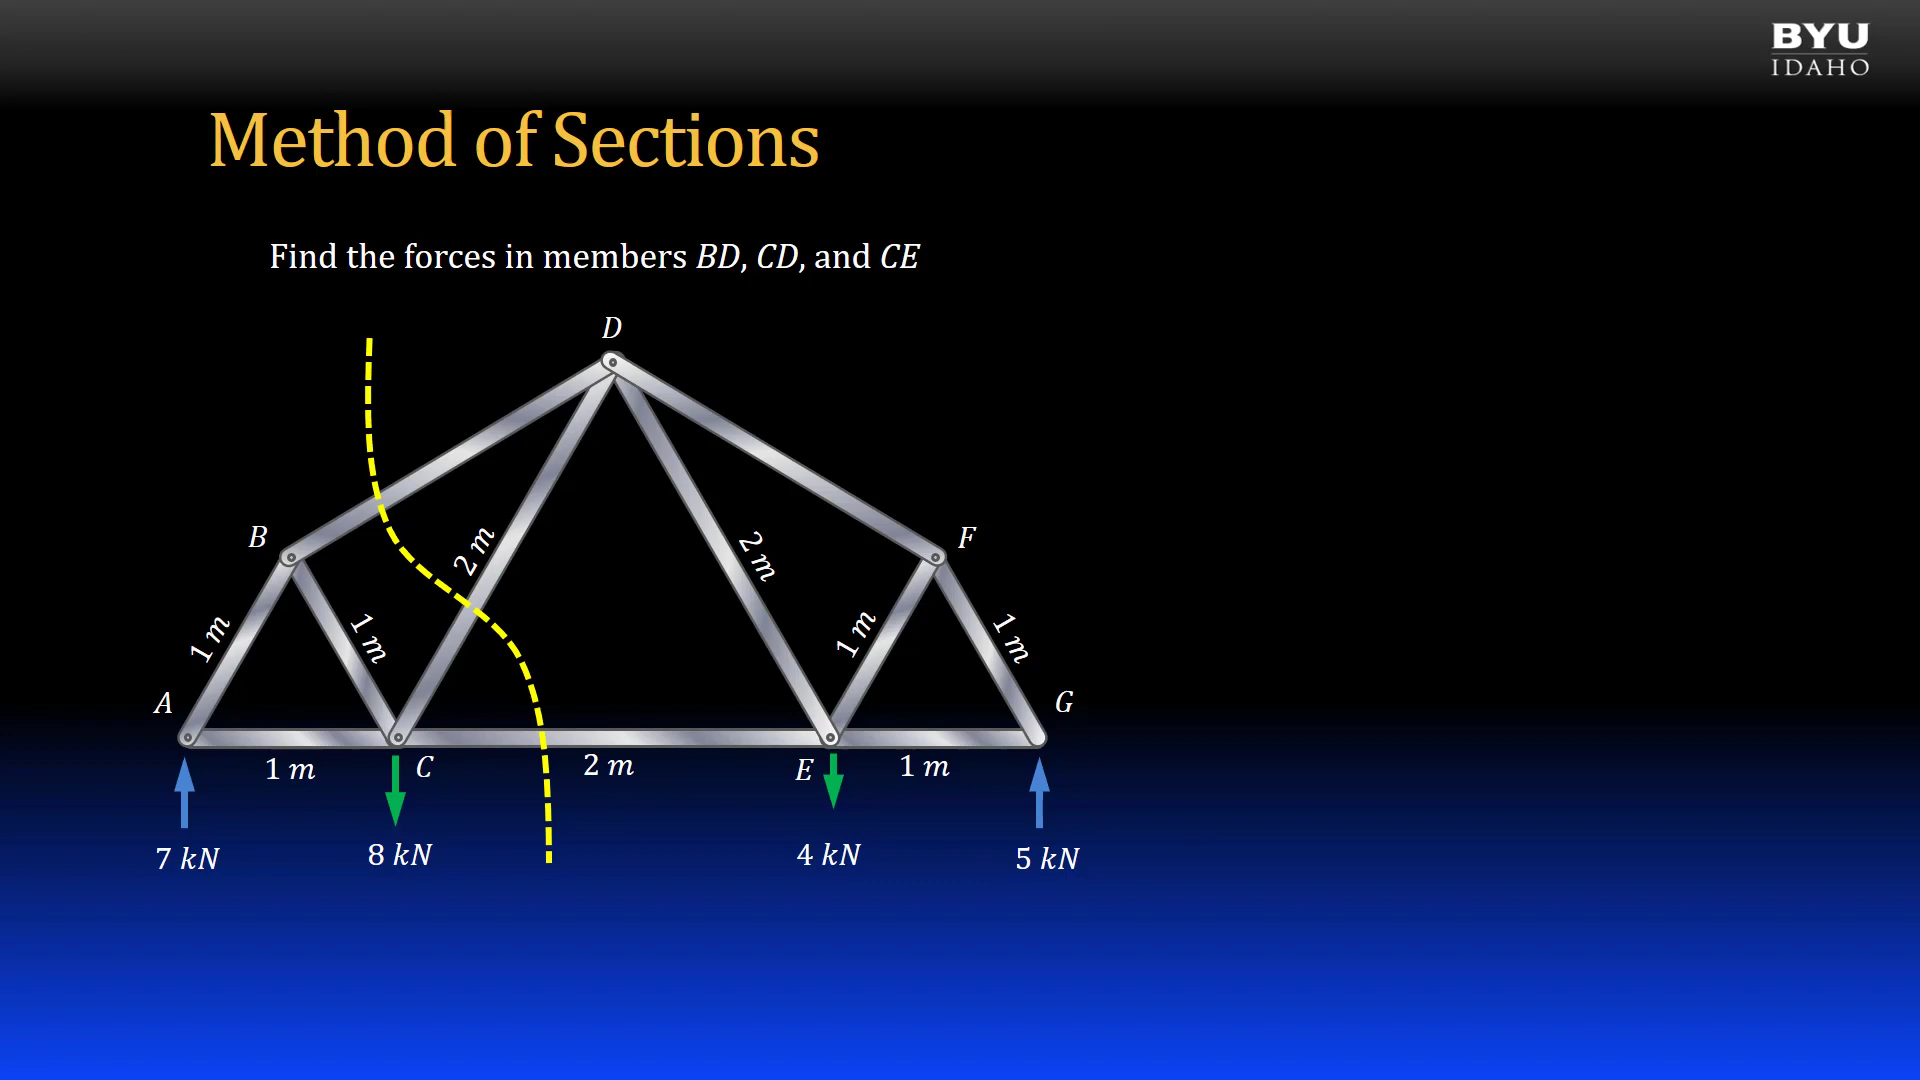 BYU
IDAHO
Method of Sections
Find the forces in members BD, CD, and CE
D
B
F
2 m
2 m
1 m
1 m
1 m
1 m
A
G
1 m
C
2 m
E
1 m
7 kN
8 kN
4 kN
5 kN